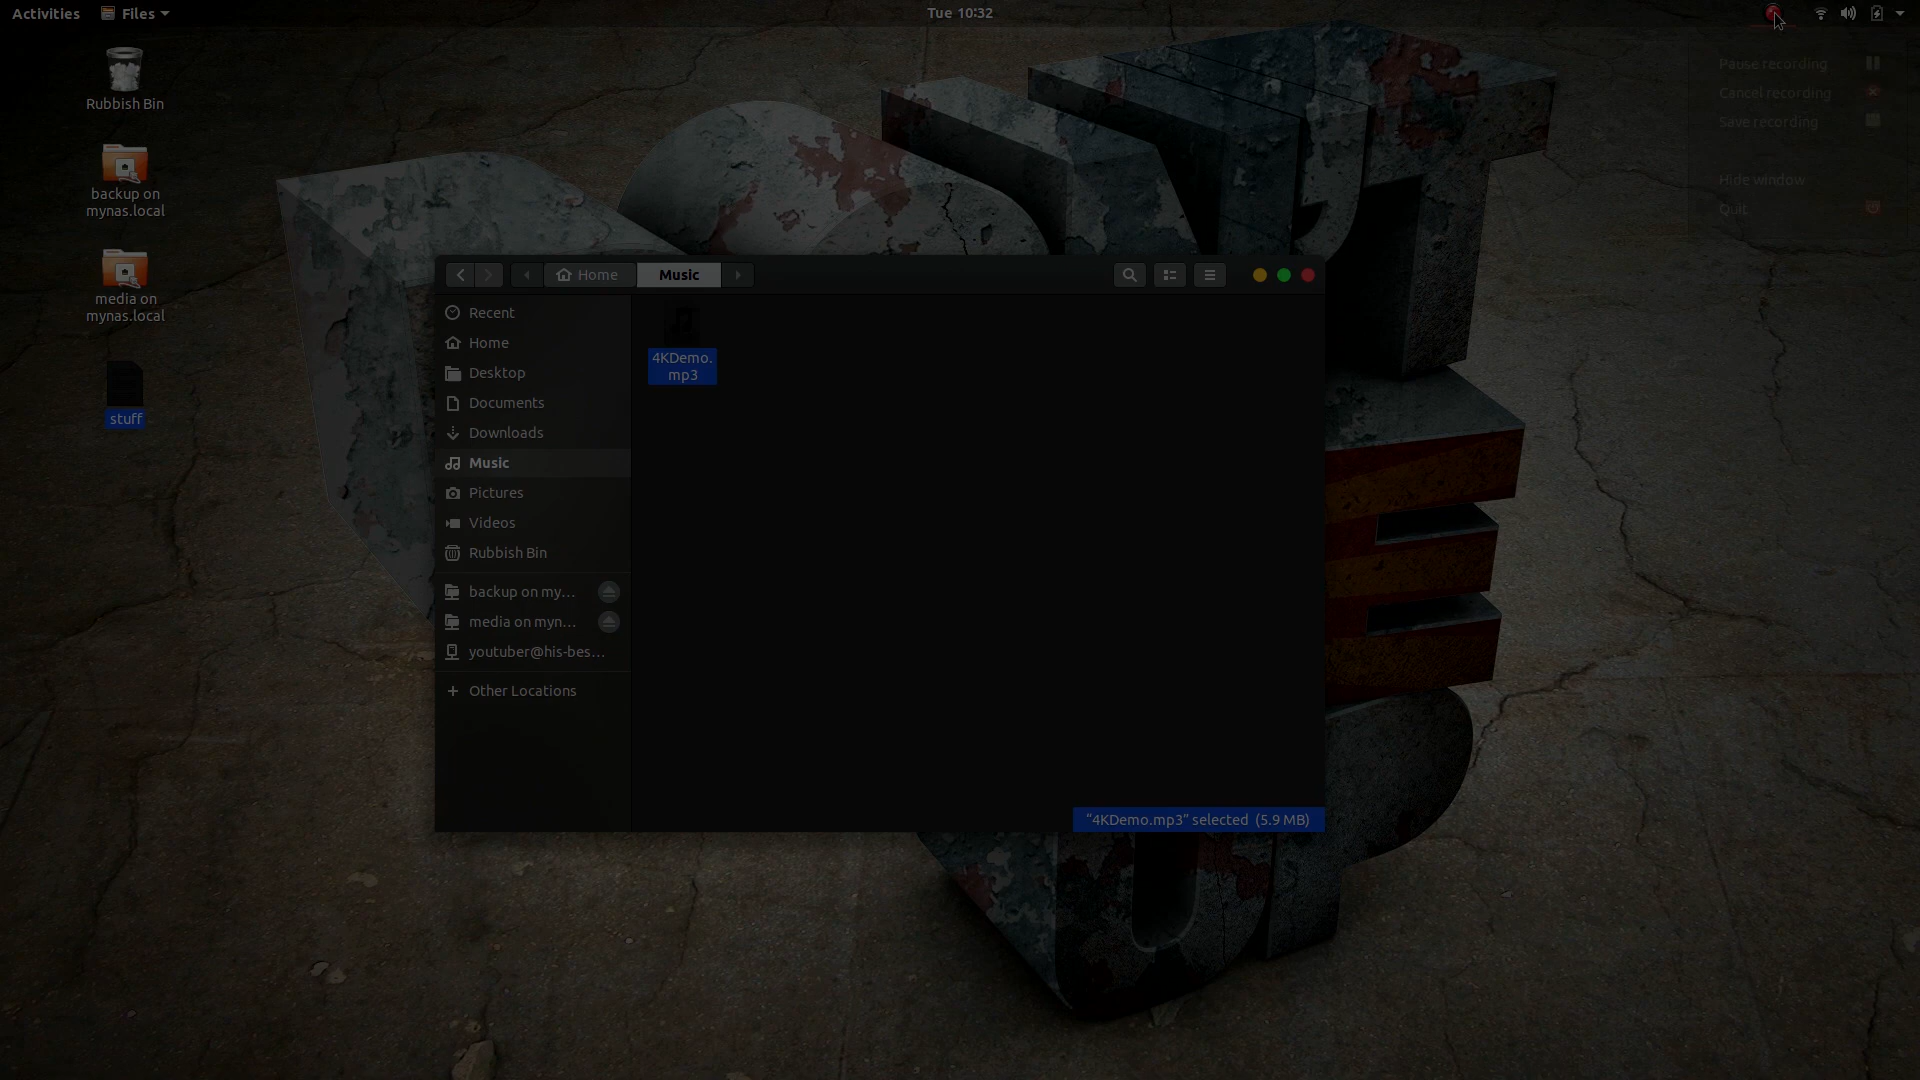 Activities
Files
Tue 10:32
Pause recording
Cancel recording
Save recording
Hide window
Quit
Rubbish Bin
backup on
mynas.local
media on
mynas.local
stuff
Home
Music
Recent
Home
Desktop
Documents
Downloads
Music
Pictures
Videos
Rubbish Bin
backup on my…
media on myn…
youtuber@his-bes…
Other Locations
4KDemo.
mp3
“4KDemo.mp3” selected (5.9 MB)